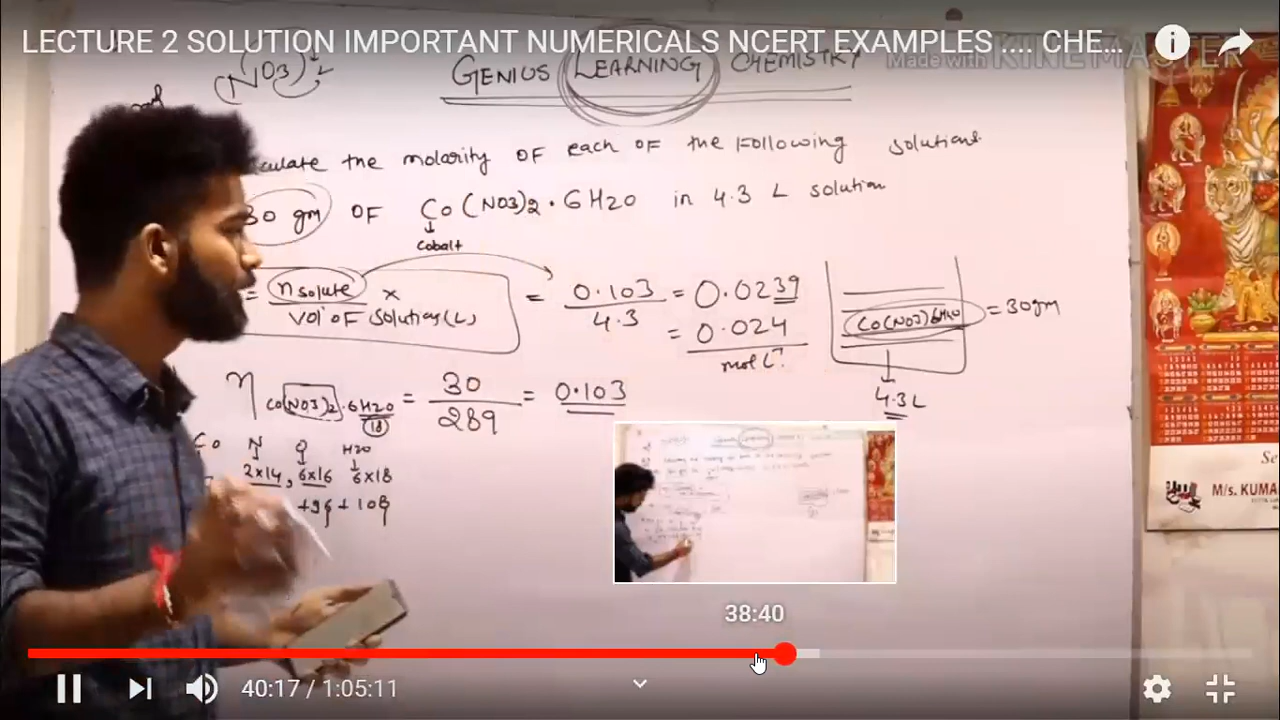 LECTURE 2 SOLUTION IMPORTANT NUMERICALS NCERT EXAMPLES .... CHE...
Made with KINEMASTER
(NO3)2
GENIUS LEARNING CHEMISTRY
culate the molarity of each of the Following solutions
30 gm OF Co(NO3)2·6H2O in 4.3 L solution
↓
Cobalt
= n solute / vol of solution(L) × = 0.103 / 4.3 = 0.0239
= 0.024
mol L-1
Co(NO3) 6H2O = 30gm
4.3L
η Co(NO3)2·6H2O = 30 / 289 = 0.103
18
Co N O H2O
2×14, 6×16 6×18
+96+108
M/s. KUMA
38:40
40:17 / 1:05:11